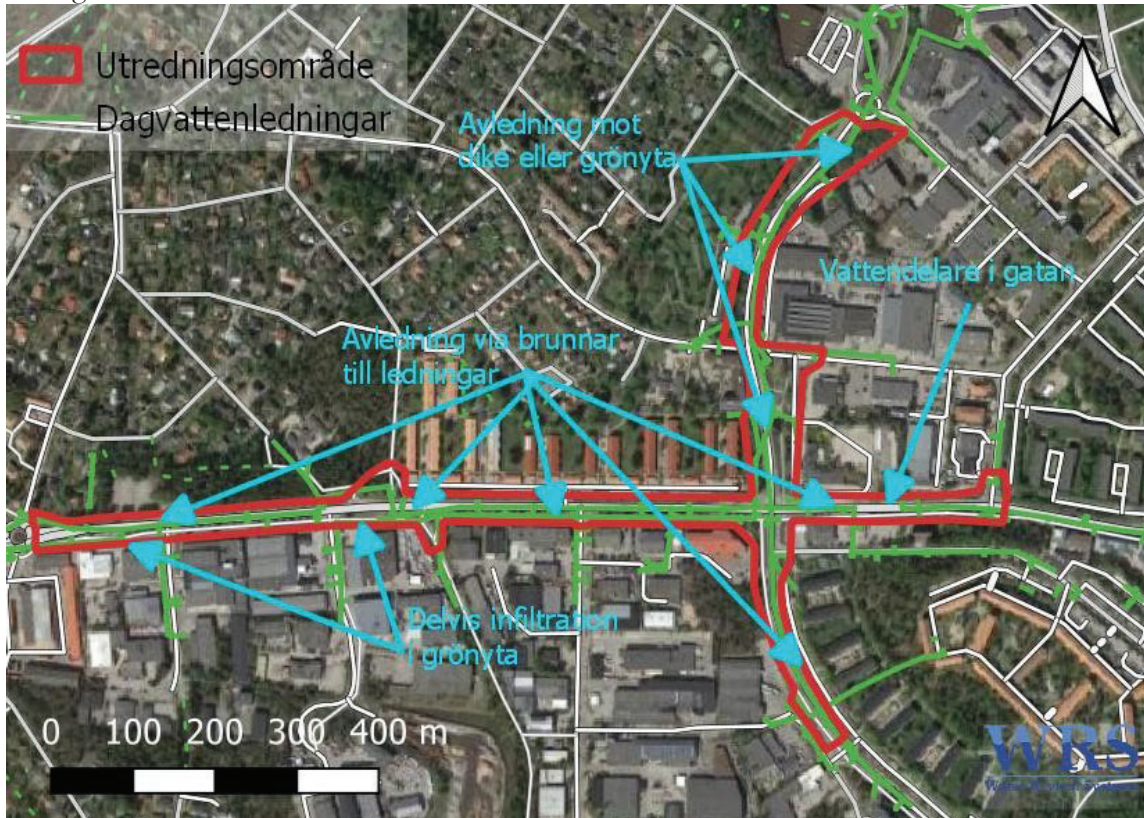 Utredningsområde
Dagvattenledningar
Avledning mot
dike eller grönyta
Vattendelare i gatan
Avledning via brunnar
till ledningar
Delvis infiltration
i grönyta
0 100 200 300 400 m
WRS